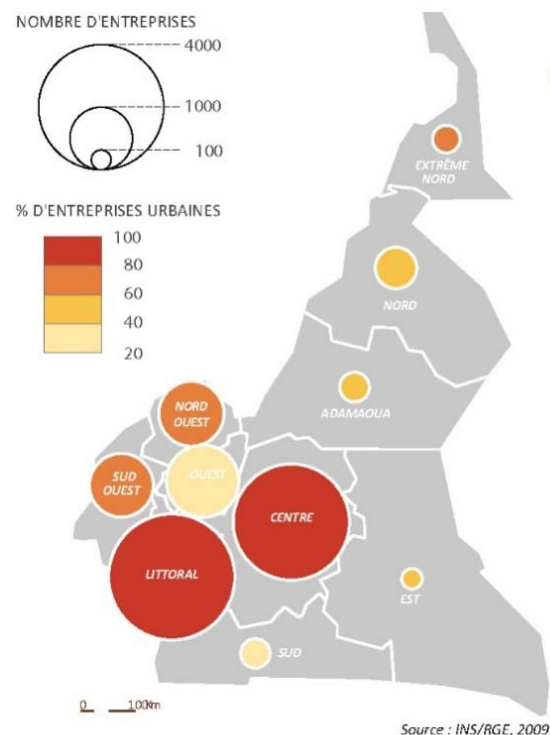 NOMBRE D'ENTREPRISES
4000
1000
100
% D'ENTREPRISES URBAINES
100
80
60
40
20
EXTRÊME
NORD
NORD
ADAMAOUA
NORD
OUEST
SUD
OUEST
OUEST
CENTRE
LITTORAL
EST
SUD
0 100Km
Source : INS/RGE, 2009